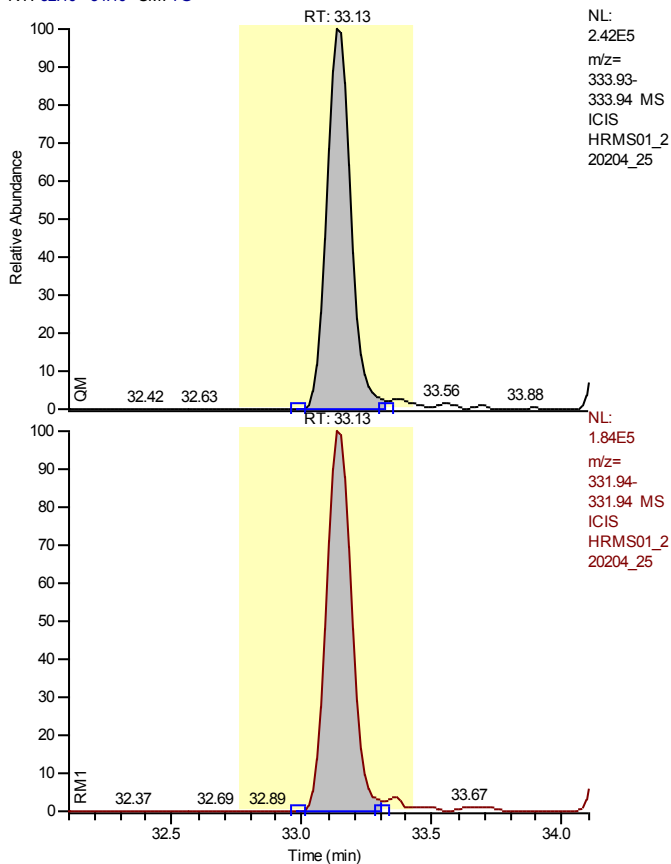 RT: 33.13
NL:
2.42E5
m/z=
333.93-
333.94 MS
ICIS
HRMS01_2
20204_25
100
90
80
70
60
50
40
30
20
10
0
Relative Abundance
QM
32.42 32.63 33.56 33.88
RT: 33.13
NL:
1.84E5
m/z=
331.94-
331.94 MS
ICIS
HRMS01_2
20204_25
100
90
80
70
60
50
40
30
20
10
0
RM1
32.37 32.69 32.89 33.67
32.5 33.0 33.5 34.0
Time (min)